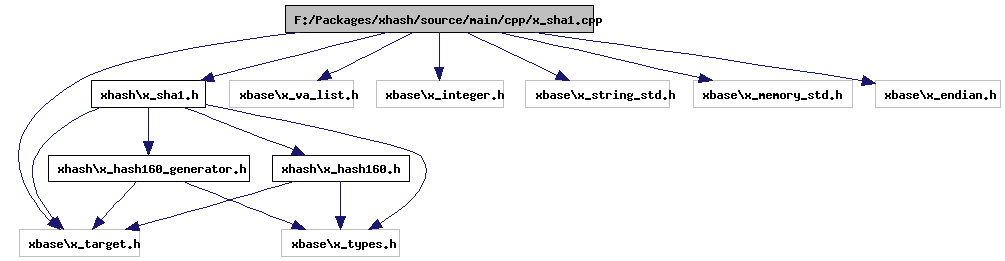 F:/Packages/xhash/source/main/cpp/x_sha1.cpp
xhash\x_sha1.h
xbase\x_va_list.h
xbase\x_integer.h
xbase\x_string_std.h
xbase\x_memory_std.h
xbase\x_endian.h
xhash\x_hash160_generator.h
xhash\x_hash160.h
xbase\x_target.h
xbase\x_types.h